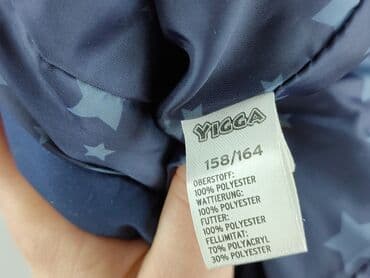 YIGGA
158/164
OBERSTOFF:
100% POLYESTER
WATTIERUNG:
100% POLYESTER
FUTTER:
100% POLYESTER
FELLIMITAT:
70% POLYACRYL
30% POLYESTER